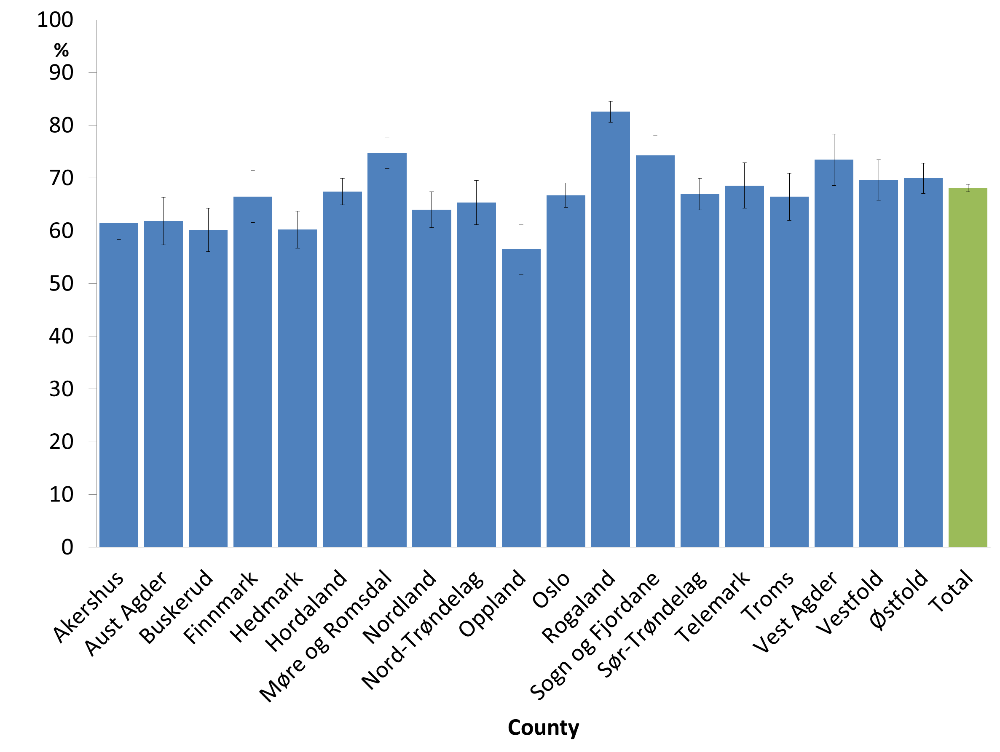 100
%
90
80
70
60
50
40
30
20
10
0
Akershus
Aust Agder
Buskerud
Finnmark
Hedmark
Hordaland
Møre og Romsdal
Nordland
Nord-Trøndelag
Oppland
Oslo
Rogaland
Sogn og Fjordane
Sør-Trøndelag
Telemark
Troms
Vest Agder
Vestfold
Østfold
Total
County